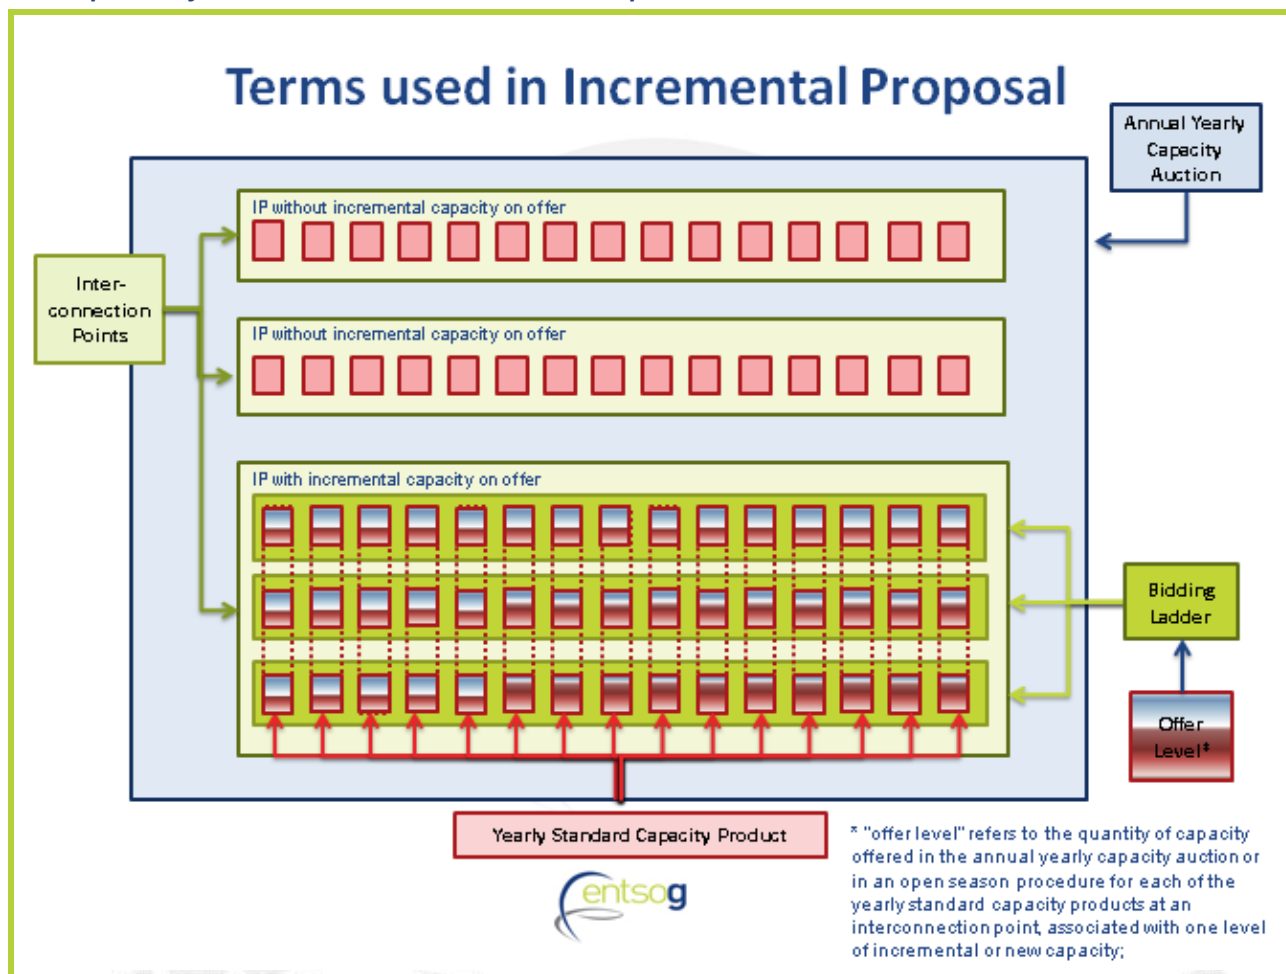 Terms used in Incremental Proposal
Annual Yearly
Capacity
Auction
IP without incremental capacity on offer
Inter-
connection
Points
IP without incremental capacity on offer
IP with incremental capacity on offer
Bidding
Ladder
Offer
Level*
Yearly Standard Capacity Product
* "offer level" refers to the quantity of capacity
offered in the annual yearly capacity auction or
in an open season procedure for each of the
yearly standard capacity products at an
interconnection point, associated with one level
of incremental or new capacity;
entsog